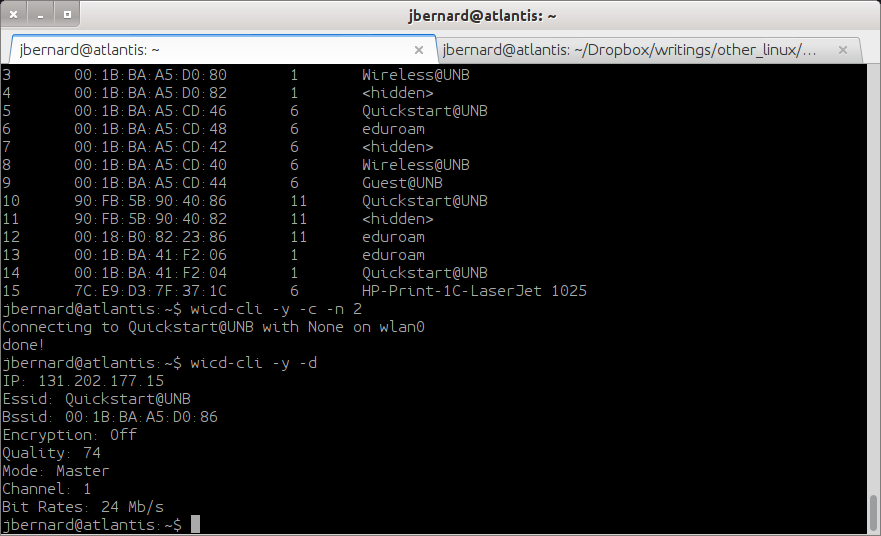 jbernard@atlantis: ~
jbernard@atlantis: ~
jbernard@atlantis: ~/Dropbox/writings/other_linux/...
3 00:1B:BA:A5:D0:80 1 Wireless@UNB
4 00:1B:BA:A5:D0:82 1 <hidden>
5 00:1B:BA:A5:CD:46 6 Quickstart@UNB
6 00:1B:BA:A5:CD:48 6 eduroam
7 00:1B:BA:A5:CD:42 6 <hidden>
8 00:1B:BA:A5:CD:40 6 Wireless@UNB
9 00:1B:BA:A5:CD:44 6 Guest@UNB
10 90:FB:5B:90:40:86 11 Quickstart@UNB
11 90:FB:5B:90:40:82 11 <hidden>
12 00:18:B0:82:23:86 11 eduroam
13 00:1B:BA:41:F2:06 1 eduroam
14 00:1B:BA:41:F2:04 1 Quickstart@UNB
15 7C:E9:D3:7F:37:1C 6 HP-Print-1C-LaserJet 1025
jbernard@atlantis:~$ wicd-cli -y -c -n 2
Connecting to Quickstart@UNB with None on wlan0
done!
jbernard@atlantis:~$ wicd-cli -y -d
IP: 131.202.177.15
Essid: Quickstart@UNB
Bssid: 00:1B:BA:A5:D0:86
Encryption: Off
Quality: 74
Mode: Master
Channel: 1
Bit Rates: 24 Mb/s
jbernard@atlantis:~$